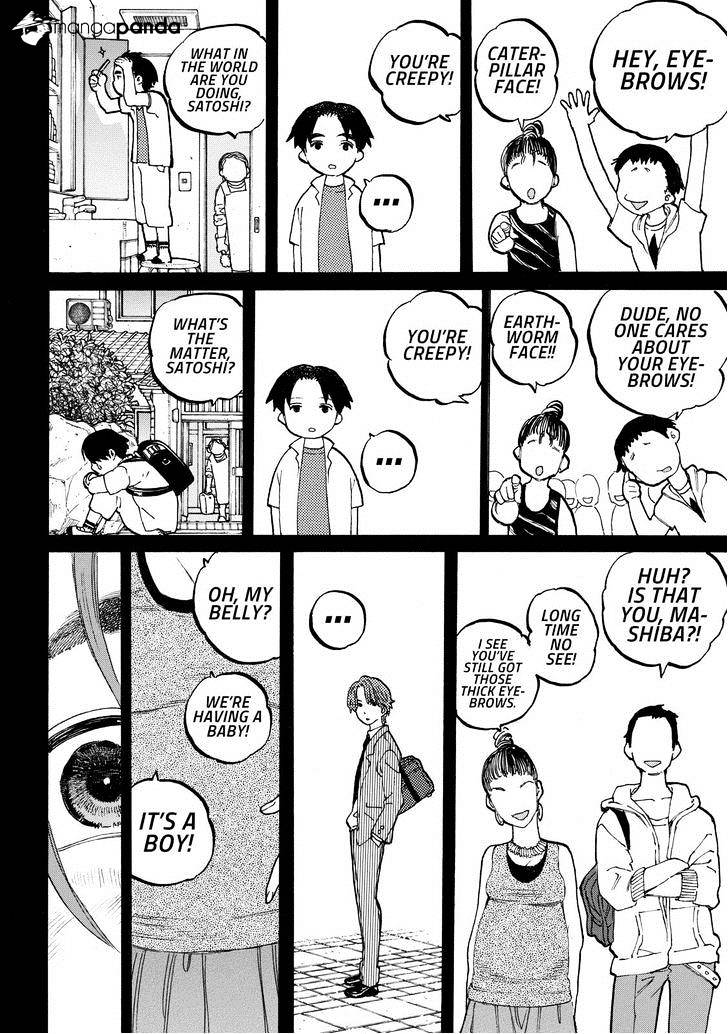 mangapanda
HEY, EYE-
BROWS!
CATER-
PILLAR
FACE!
YOU'RE
CREEPY!
...
WHAT IN
THE WORLD
ARE YOU
DOING,
SATOSHI?
DUDE, NO
ONE CARES
ABOUT
YOUR EYE-
BROWS!
EARTH-
WORM
FACE!!
YOU'RE
CREEPY!
...
WHAT'S
THE
MATTER,
SATOSHI?
HUH?
IS THAT
YOU, MA-
SHIBA?!
LONG
TIME
NO
SEE!
I SEE
YOU'VE
STILL GOT
THOSE
THICK EYE-
BROWS.
...
OH, MY
BELLY?
WE'RE
HAVING A
BABY!
IT'S A
BOY!